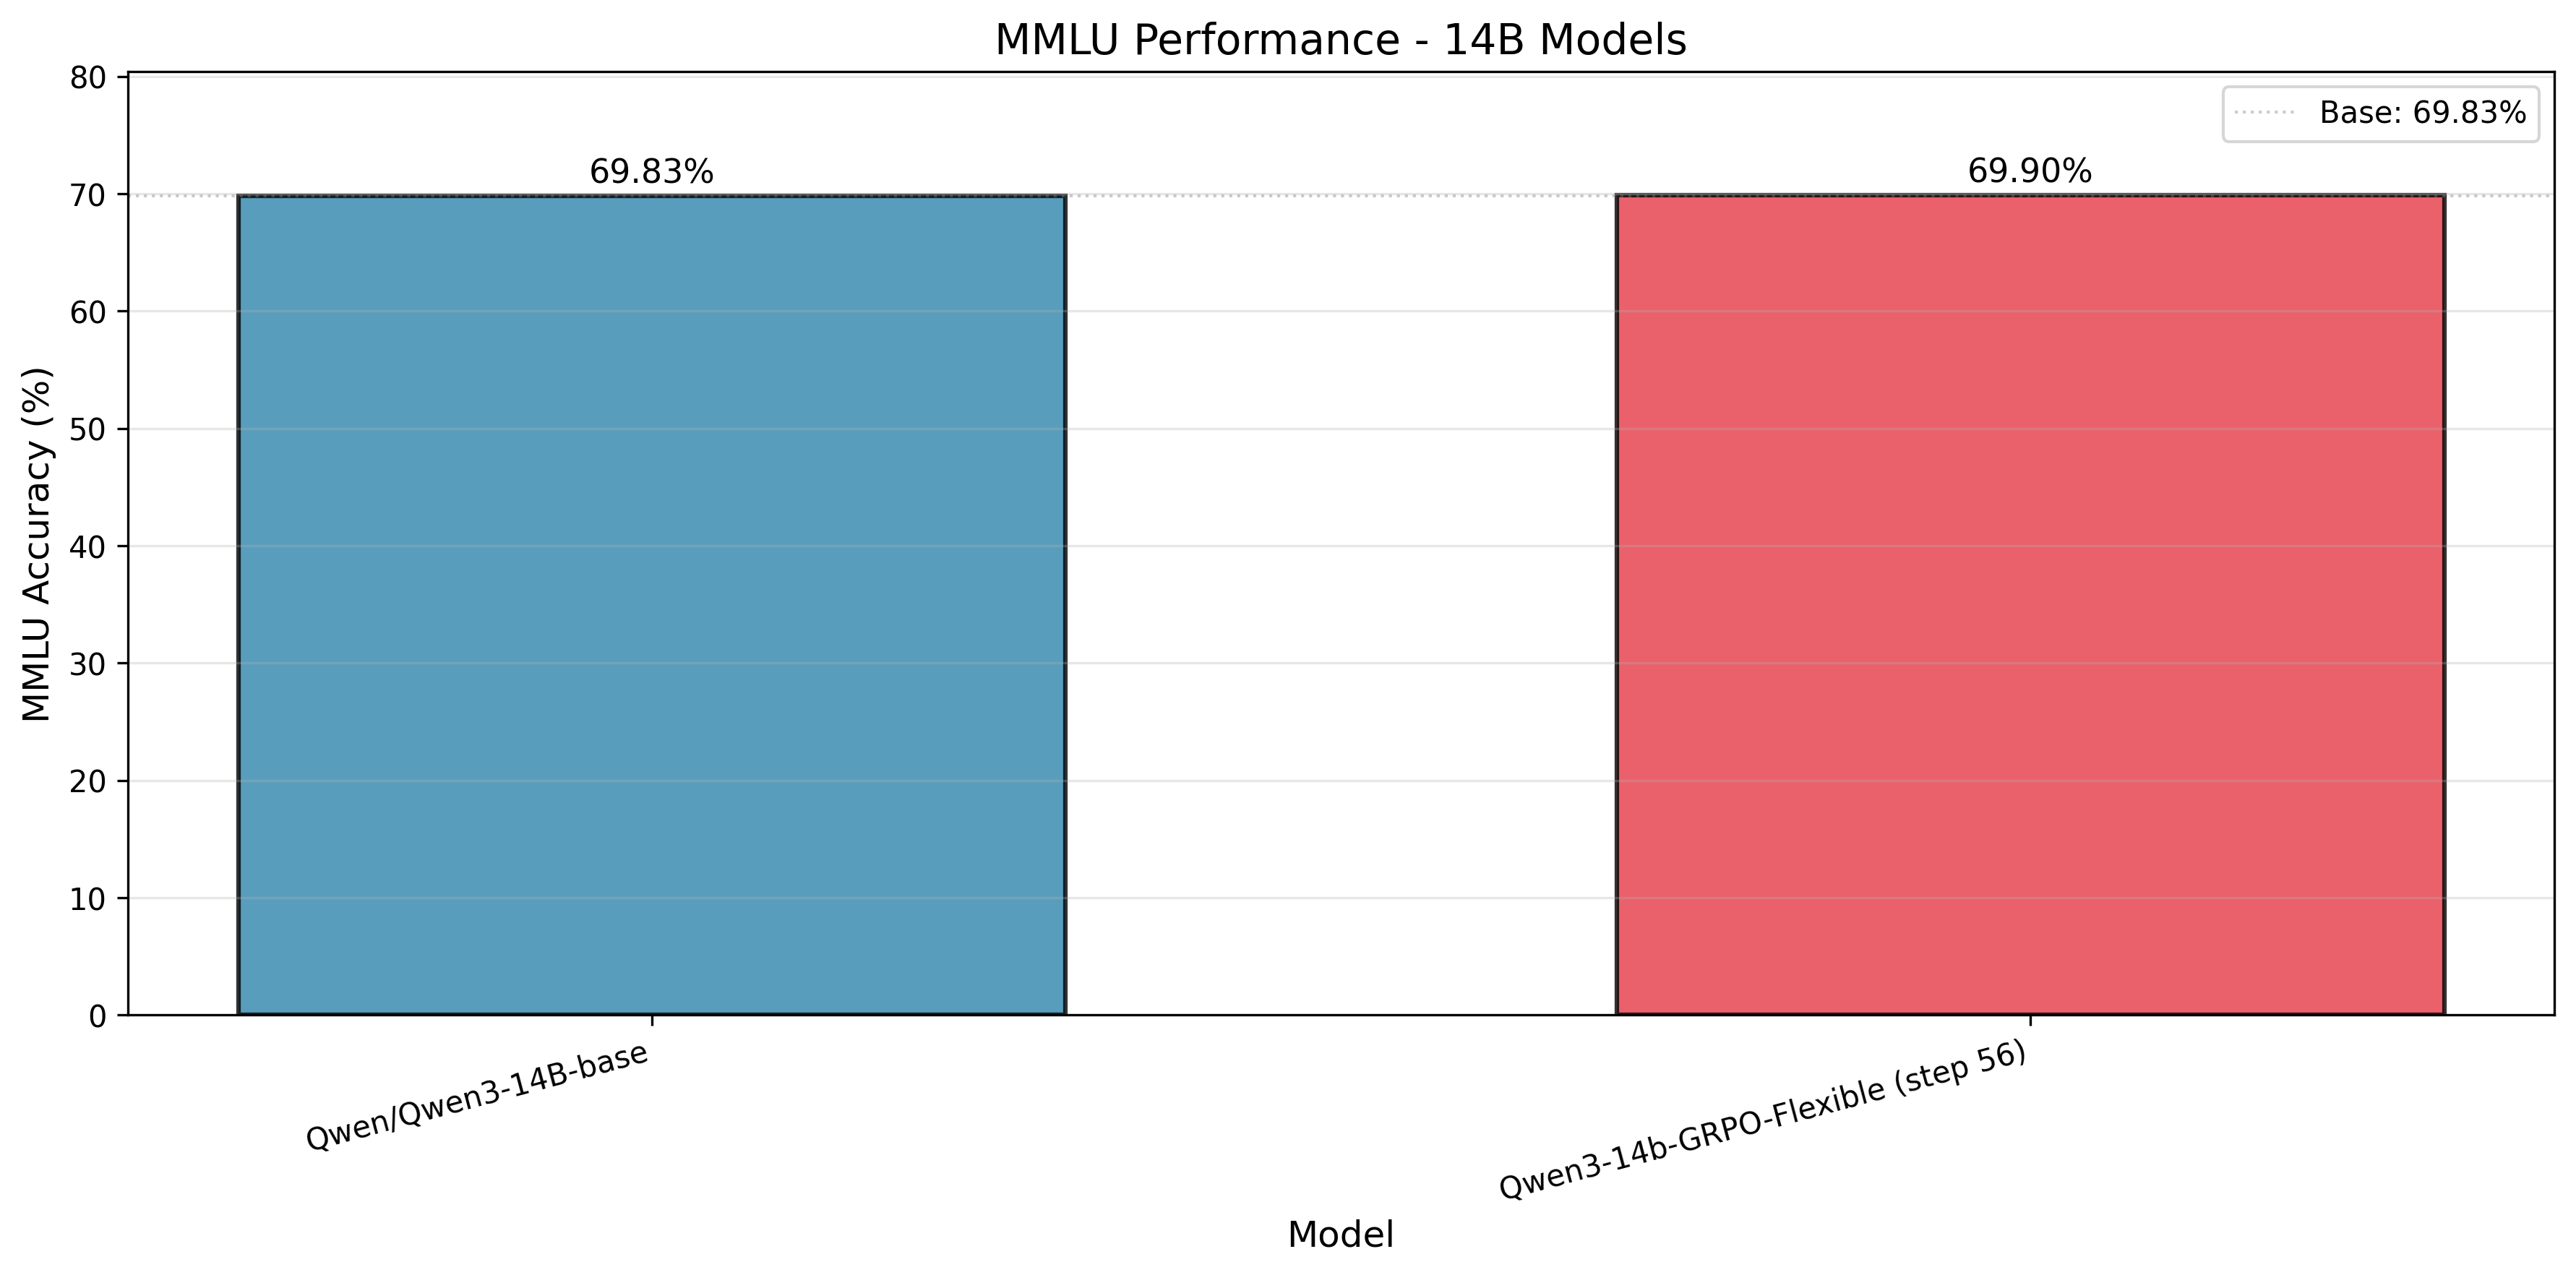 MMLU Performance - 14B Models
Base: 69.83%
69.83%
69.90%
MMLU Accuracy (%)
80
70
60
50
40
30
20
10
0
Qwen/Qwen3-14B-base
Qwen3-14b-GRPO-Flexible (step 56)
Model